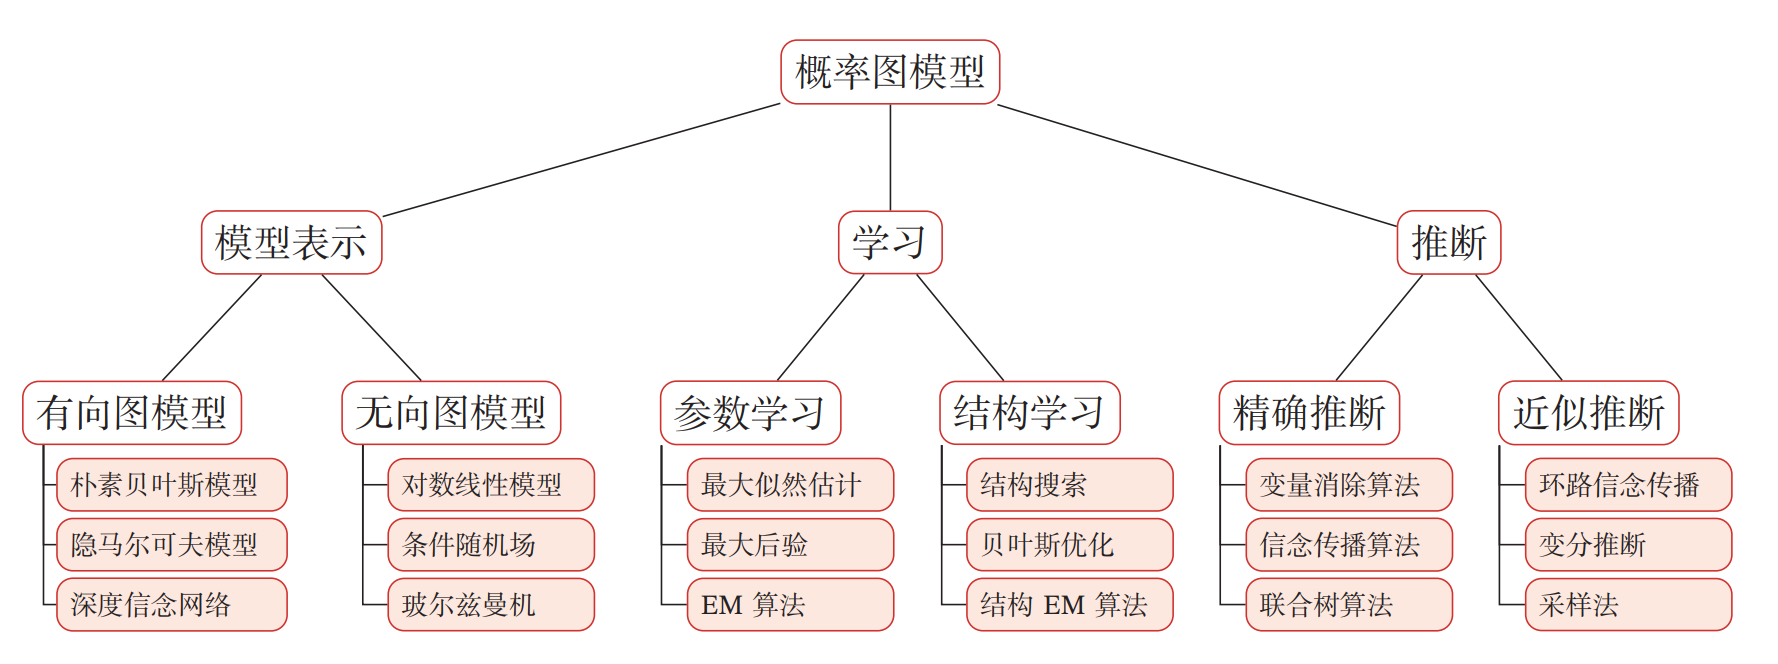 概率图模型
模型表示
学习
推断
有向图模型
无向图模型
参数学习
结构学习
精确推断
近似推断
朴素贝叶斯模型
对数线性模型
最大似然估计
结构搜索
变量消除算法
环路信念传播
隐马尔可夫模型
条件随机场
最大后验
贝叶斯优化
信念传播算法
变分推断
深度信念网络
玻尔兹曼机
EM 算法
结构 EM 算法
联合树算法
采样法